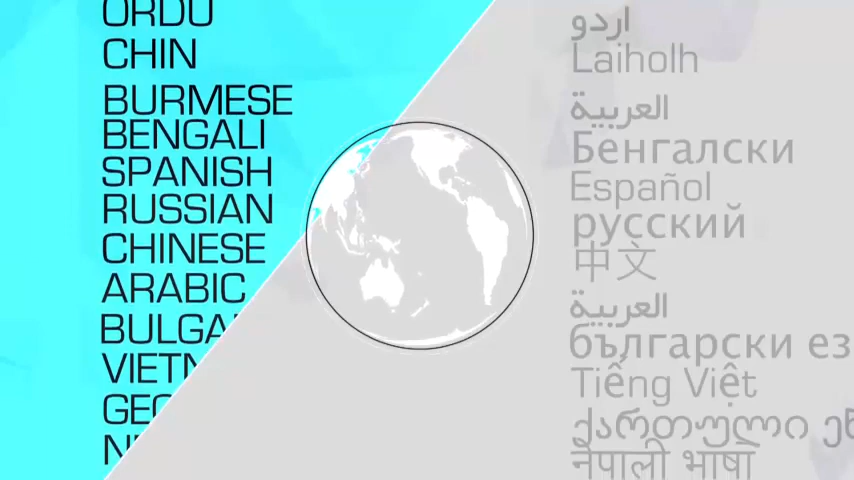 ORDU
CHIN
BURMESE
BENGALI
SPANISH
RUSSIAN
CHINESE
ARABIC
BULGA
VIETN
GEO
N
اردو
Laiholh
العربية
Бенгалски
Español
русский
中文
العربية
български ез
Tiếng Việt
ქართული ენ
नेपाली भाषा